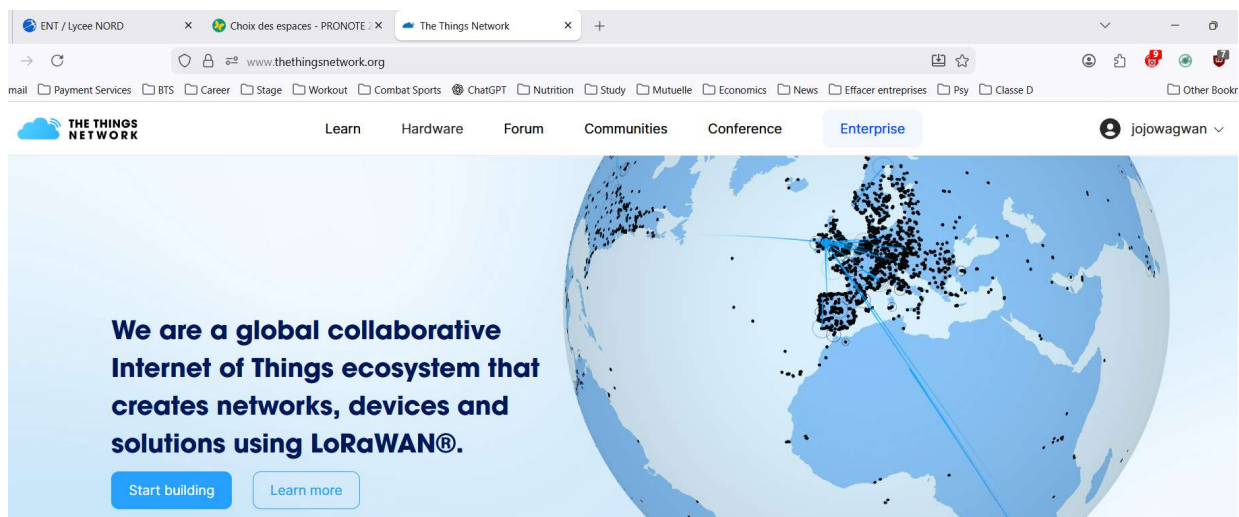 ENT / Lycee NORD
Choix des espaces - PRONOTE
The Things Network
www.thethingsnetwork.org
9
7
mail Payment Services BTS Career Stage Workout Combat Sports ChatGPT Nutrition Study Mutuelle Economics News Effacer entreprises Psy Classe D Other Bookr
THE THINGS
NETWORK
Learn Hardware Forum Communities Conference Enterprise jojowagwan
We are a global collaborative
Internet of Things ecosystem that
creates networks, devices and
solutions using LoRaWAN®.
Start building Learn more